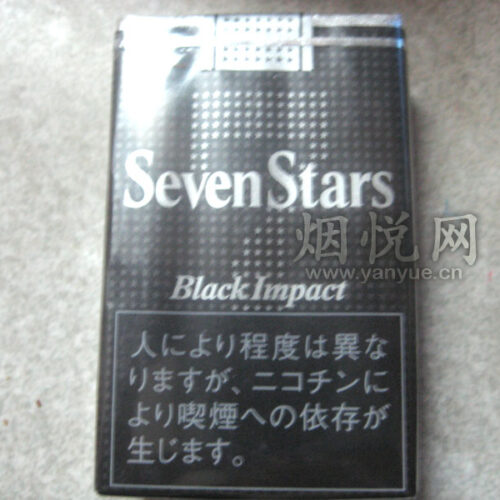 Seven Stars
烟悦网
www.yanyue.cn
Black Impact
人により程度は異な
りますが、ニコチンに
より喫煙への依存が
生じます。